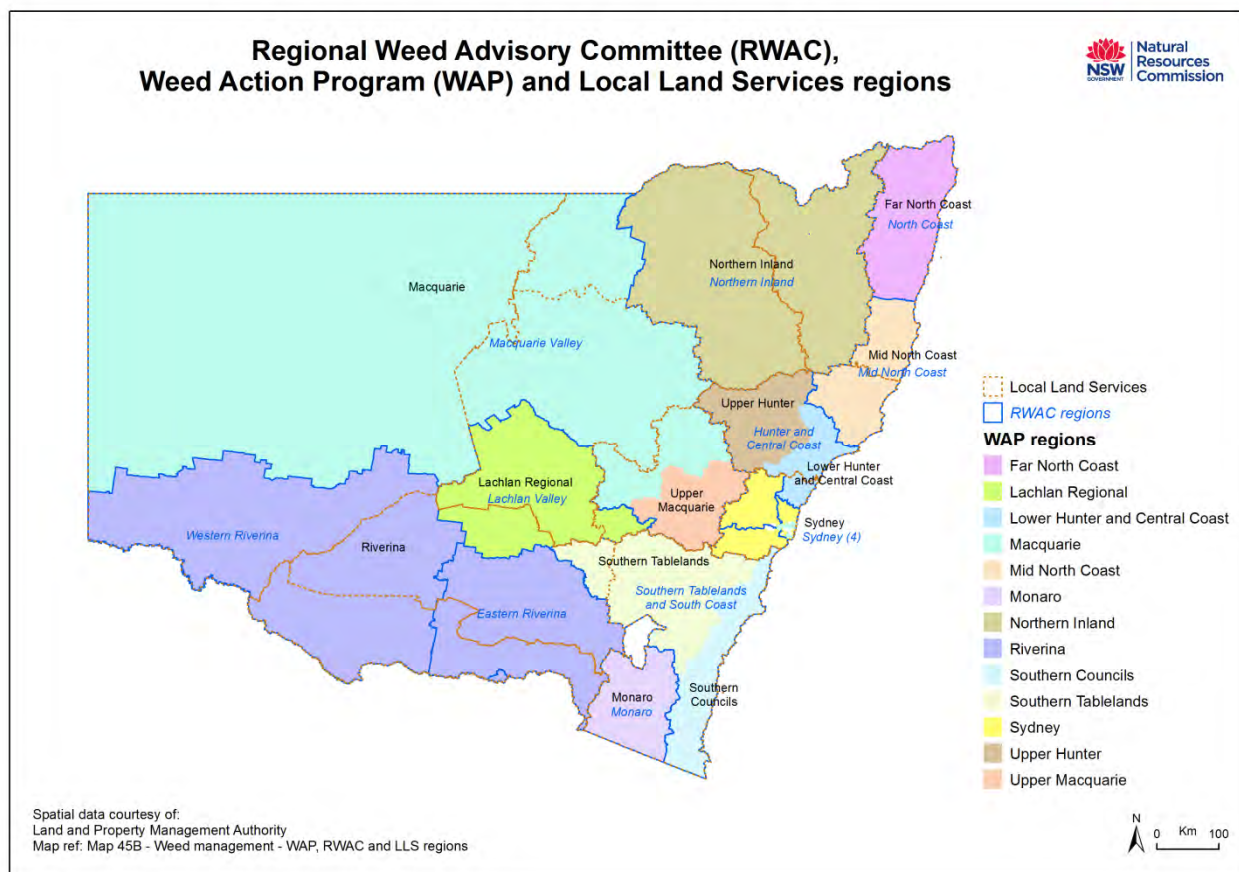 Regional Weed Advisory Committee (RWAC),
Weed Action Program (WAP) and Local Land Services regions
NSW
GOVERNMENT
Natural
Resources
Commission
Far North Coast
North Coast
Northern Inland
Northern Inland
Macquarie
Macquarie Valley
Mid North Coast
Mid North Coast
Upper Hunter
Hunter and
Central Coast
Lower Hunter
and Central Coast
Lachlan Regional
Lachlan Valley
Upper
Macquarie
Sydney
Sydney (4)
Western Riverina
Riverina
Southern Tablelands
Southern Tablelands
and South Coast
Eastern Riverina
Monaro
Monaro
Southern
Councils
Local Land Services
RWAC regions
WAP regions
Far North Coast
Lachlan Regional
Lower Hunter and Central Coast
Macquarie
Mid North Coast
Monaro
Northern Inland
Riverina
Southern Councils
Southern Tablelands
Sydney
Upper Hunter
Upper Macquarie
Spatial data courtesy of:
Land and Property Management Authority
Map ref: Map 45B - Weed management - WAP, RWAC and LLS regions
N
0 Km 100